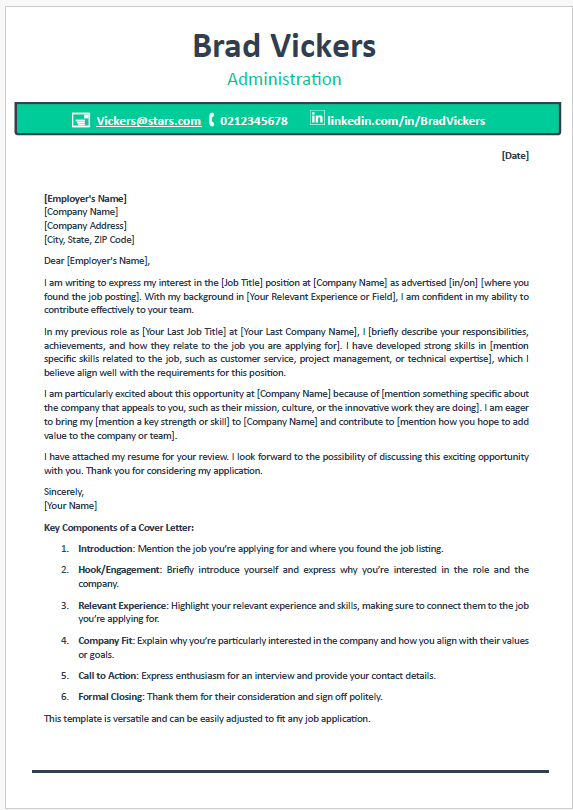 Brad Vickers
Administration
Vickers@stars.com 0212345678 in linkedin.com/in/BradVickers
[Date]
[Employer's Name]
[Company Name]
[Company Address]
[City, State, ZIP Code]
Dear [Employer's Name],
I am writing to express my interest in the [Job Title] position at [Company Name] as advertised [in/on] [where you
found the job posting]. With my background in [Your Relevant Experience or Field], I am confident in my ability to
contribute effectively to your team.
In my previous role as [Your Last Job Title] at [Your Last Company Name], I [briefly describe your responsibilities,
achievements, and how they relate to the job you are applying for]. I have developed strong skills in [mention
specific skills related to the job, such as customer service, project management, or technical expertise], which I
believe align well with the requirements for this position.
I am particularly excited about this opportunity at [Company Name] because of [mention something specific about
the company that appeals to you, such as their mission, culture, or the innovative work they are doing]. I am eager
to bring my [mention a key strength or skill] to [Company Name] and contribute to [mention how you hope to add
value to the company or team].
I have attached my resume for your review. I look forward to the possibility of discussing this exciting opportunity
with you. Thank you for considering my application.
Sincerely,
[Your Name]
Key Components of a Cover Letter:
1. Introduction: Mention the job you're applying for and where you found the job listing.
2. Hook/Engagement: Briefly introduce yourself and express why you're interested in the role and the
company.
3. Relevant Experience: Highlight your relevant experience and skills, making sure to connect them to the job
you're applying for.
4. Company Fit: Explain why you're particularly interested in the company and how you align with their values
or goals.
5. Call to Action: Express enthusiasm for an interview and provide your contact details.
6. Formal Closing: Thank them for their consideration and sign off politely.
This template is versatile and can be easily adjusted to fit any job application.